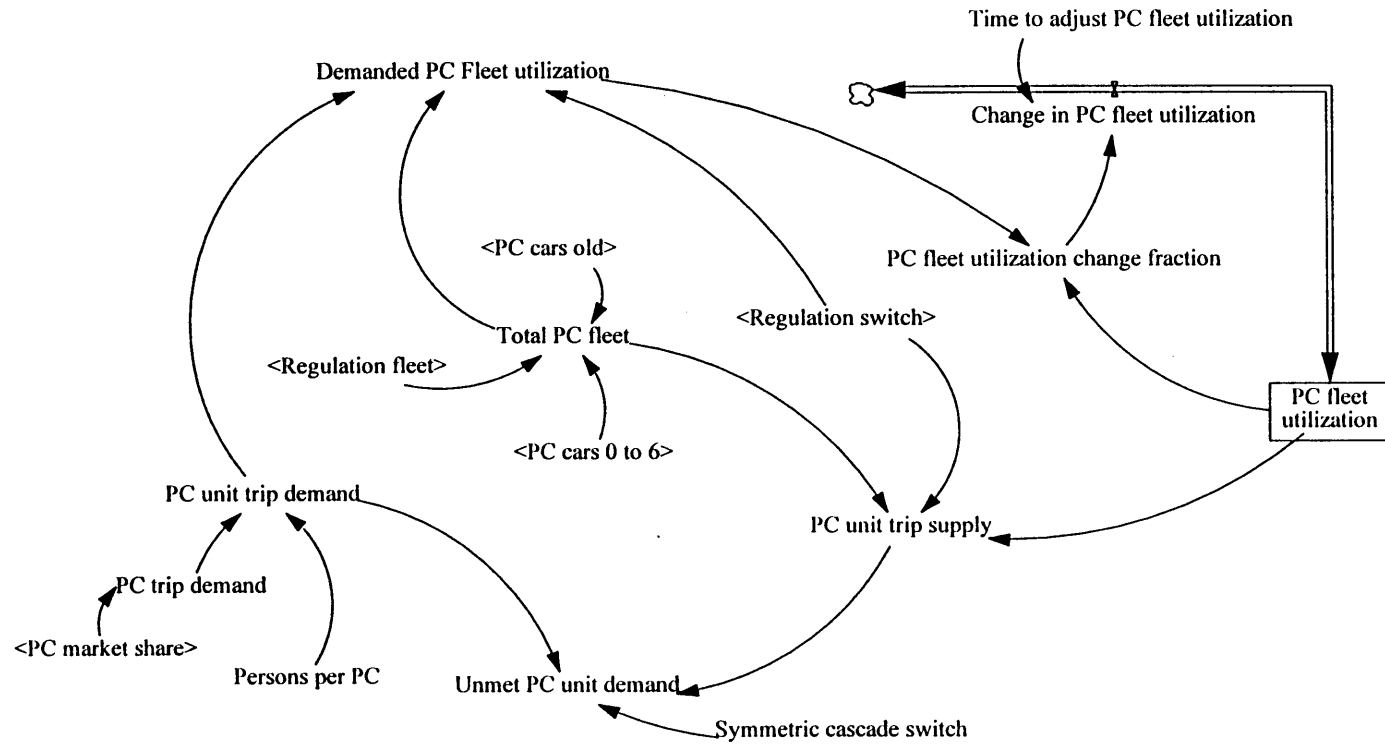 Time to adjust PC fleet utilization
Demanded PC Fleet utilization
Change in PC fleet utilization
<PC cars old>
PC fleet utilization change fraction
<Regulation switch>
Total PC fleet
<Regulation fleet>
PC fleet
utilization
<PC cars 0 to 6>
PC unit trip demand
PC unit trip supply
PC trip demand
<PC market share>
Persons per PC
Unmet PC unit demand
Symmetric cascade switch